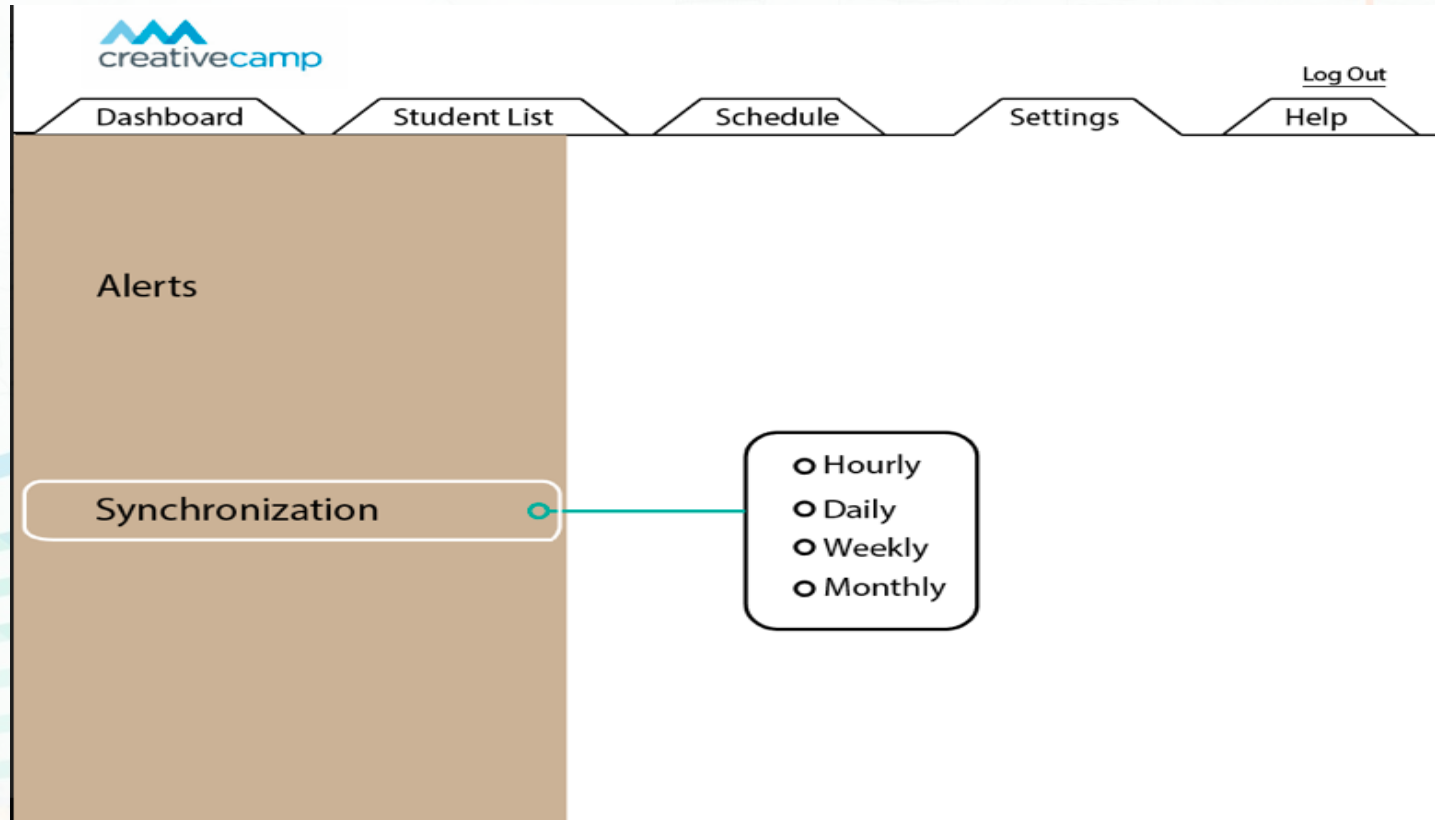 creativecamp
Log Out
Dashboard Student List Schedule Settings Help
Alerts
Synchronization
Hourly
Daily
Weekly
Monthly